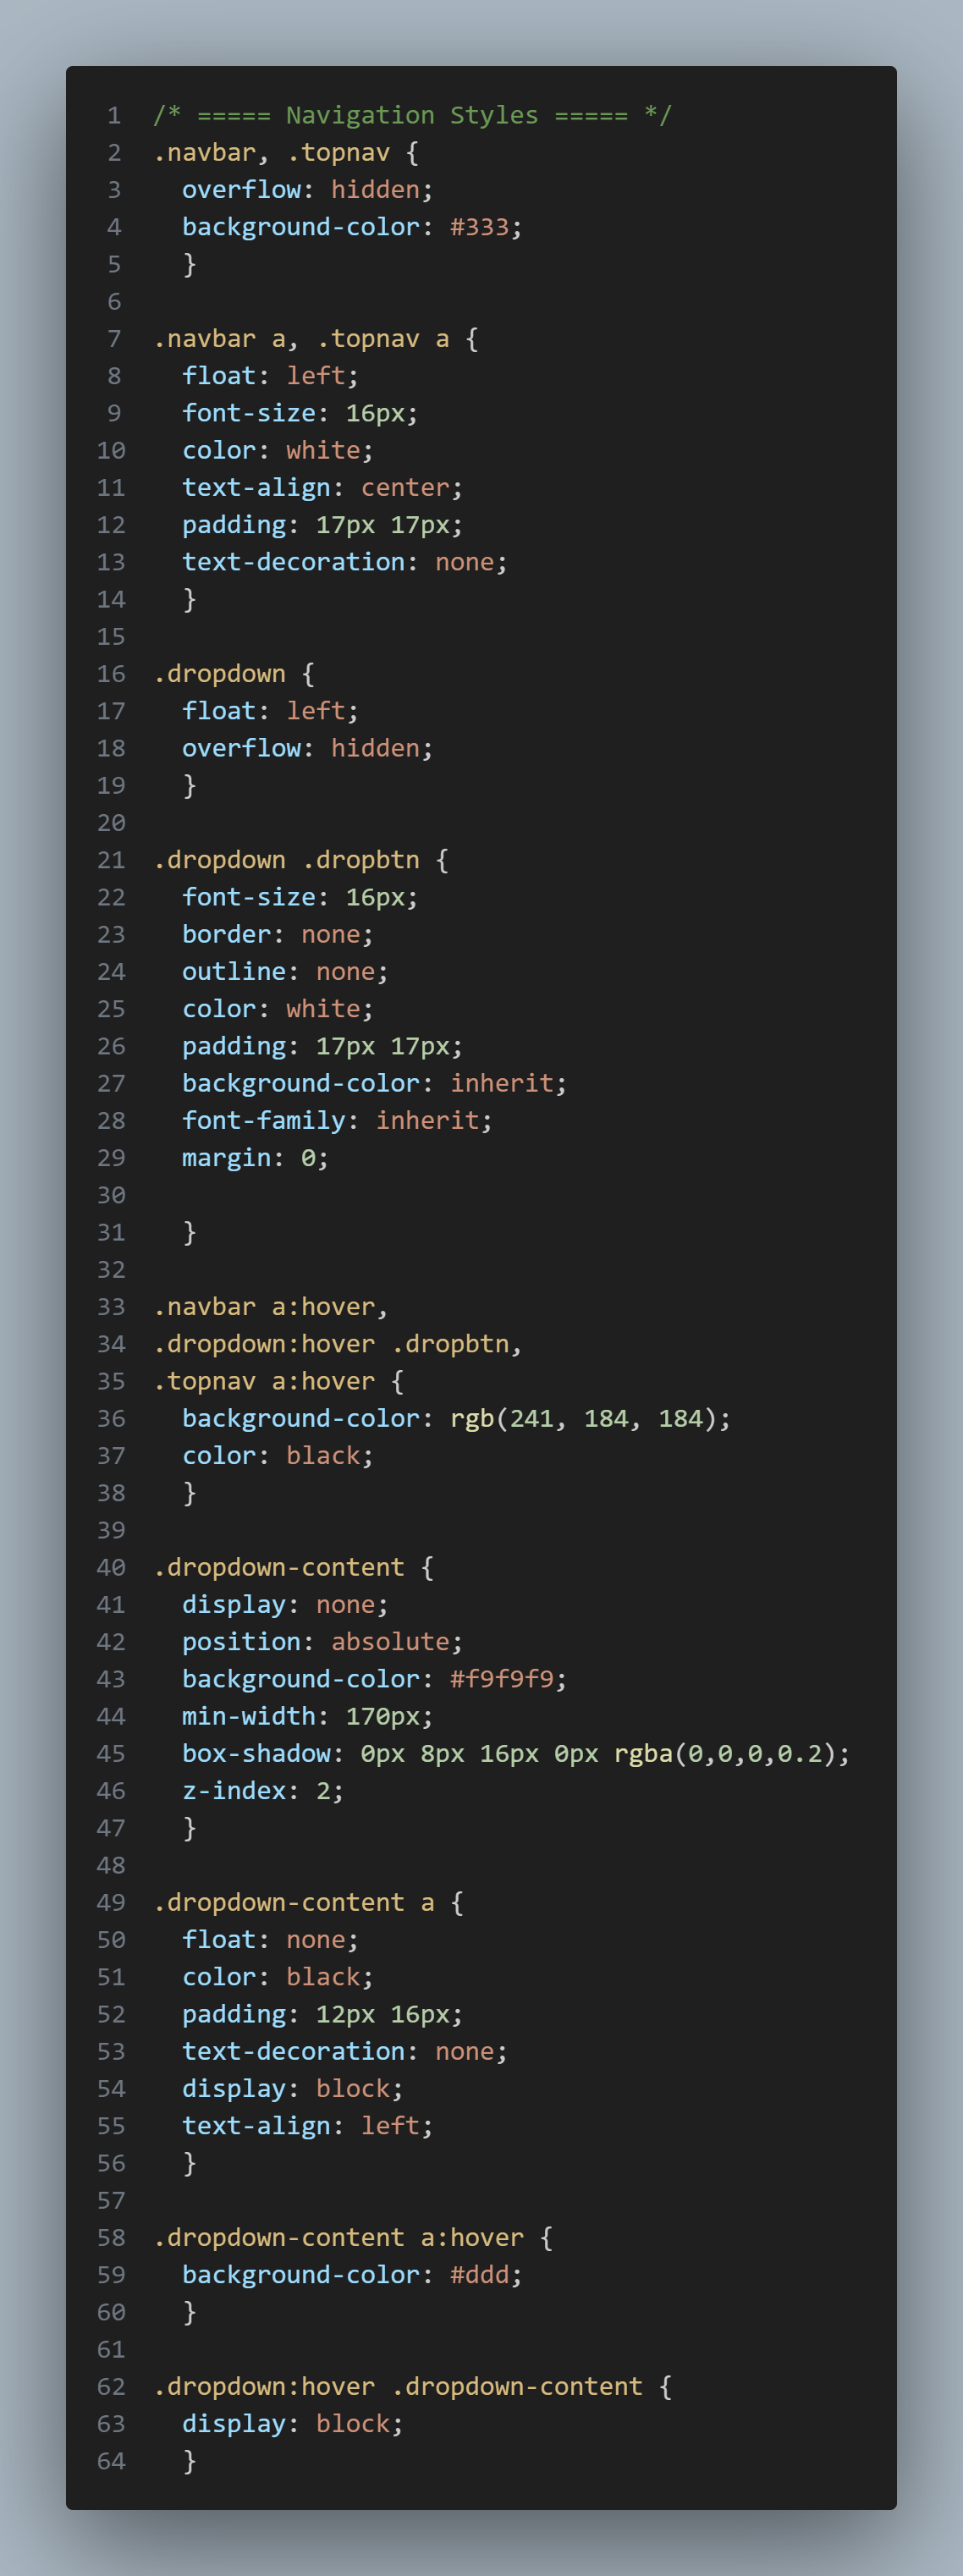 1 /* ===== Navigation Styles ===== */
2 .navbar, .topnav {
3   overflow: hidden;
4   background-color: #333;
5   }
6
7 .navbar a, .topnav a {
8   float: left;
9   font-size: 16px;
10   color: white;
11   text-align: center;
12   padding: 17px 17px;
13   text-decoration: none;
14   }
15
16 .dropdown {
17   float: left;
18   overflow: hidden;
19   }
20
21 .dropdown .dropbtn {
22   font-size: 16px;
23   border: none;
24   outline: none;
25   color: white;
26   padding: 17px 17px;
27   background-color: inherit;
28   font-family: inherit;
29   margin: 0;
30
31   }
32
33 .navbar a:hover,
34 .dropdown:hover .dropbtn,
35 .topnav a:hover {
36   background-color: rgb(241, 184, 184);
37   color: black;
38   }
39
40 .dropdown-content {
41   display: none;
42   position: absolute;
43   background-color: #f9f9f9;
44   min-width: 170px;
45   box-shadow: 0px 8px 16px 0px rgba(0,0,0,0.2);
46   z-index: 2;
47   }
48
49 .dropdown-content a {
50   float: none;
51   color: black;
52   padding: 12px 16px;
53   text-decoration: none;
54   display: block;
55   text-align: left;
56   }
57
58 .dropdown-content a:hover {
59   background-color: #ddd;
60   }
61
62 .dropdown:hover .dropdown-content {
63   display: block;
64   }